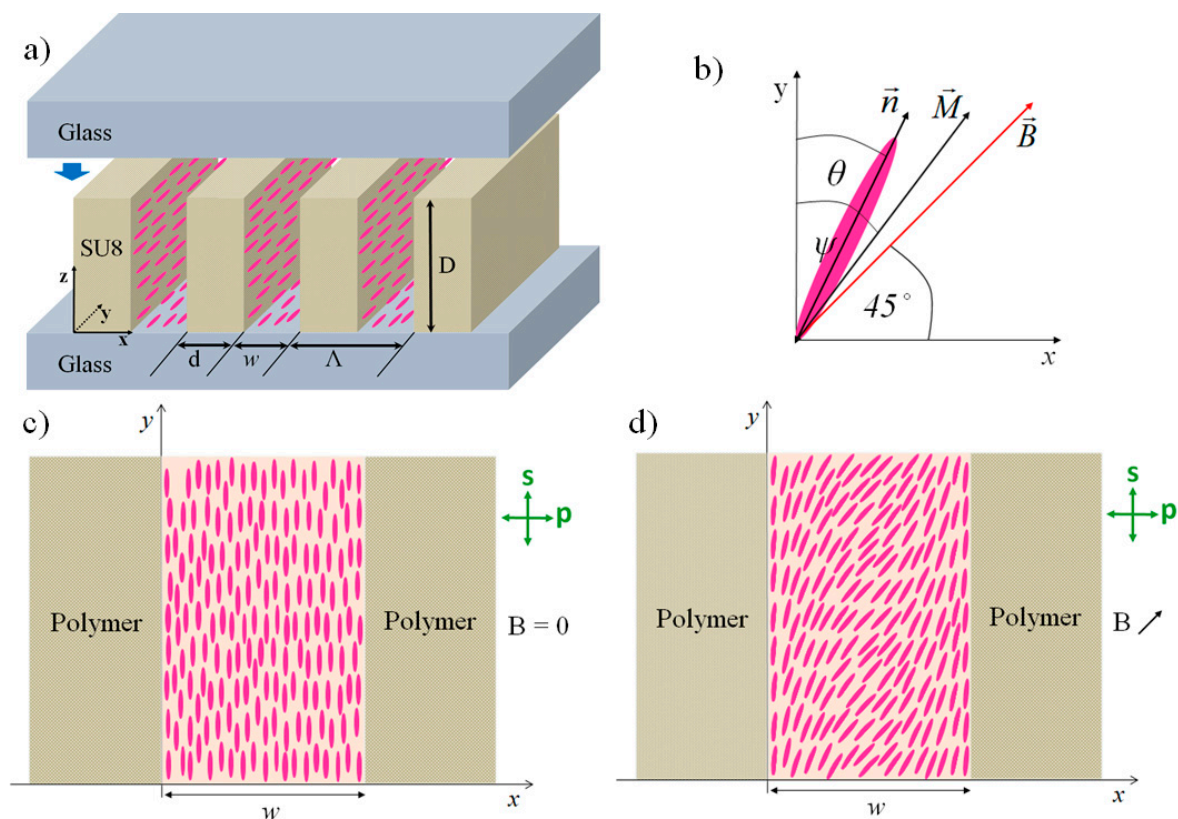 a)
Glass
SU8
z
y
x
D
d
w
Λ
Glass
b)
y
n⃗
M⃗
B⃗
θ
ψ
45°
x
c)
y
s
p
Polymer
Polymer
B = 0
w
x
d)
y
s
p
Polymer
Polymer
B
w
x